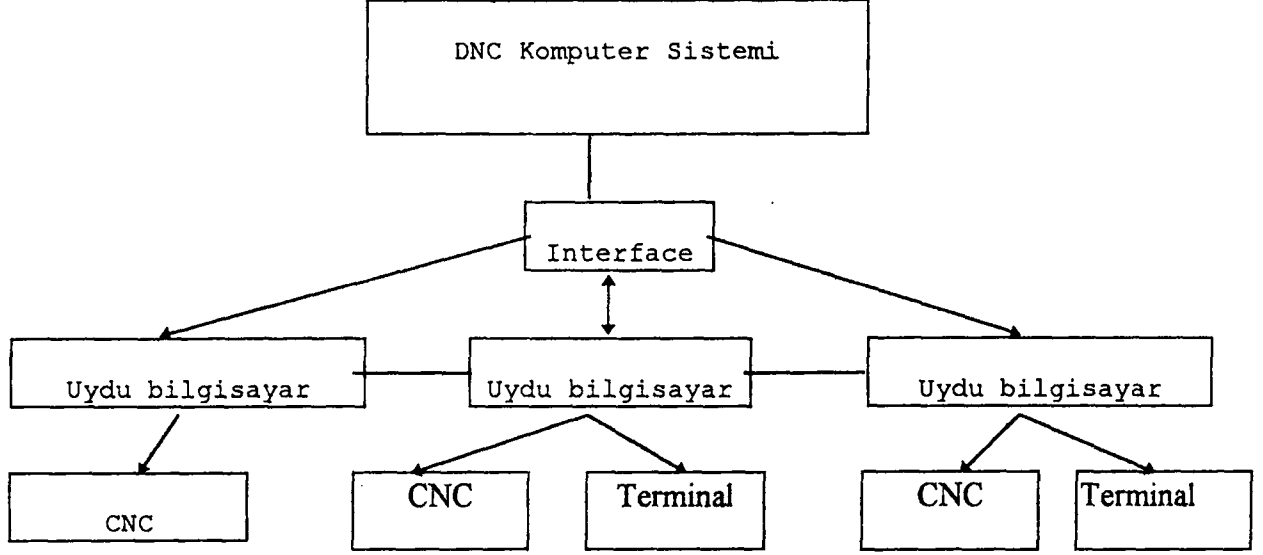 DNC Komputer Sistemi
Interface
Uydu bilgisayar
Uydu bilgisayar
Uydu bilgisayar
CNC
CNC
Terminal
CNC
Terminal